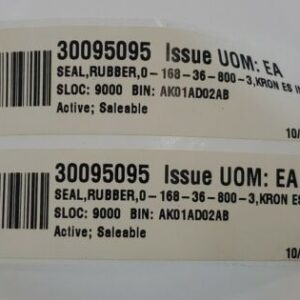 30095095 Issue UOM: EA
SEAL,RUBBER,0-168-36-800-3,KRON ES
SLOC: 9000 BIN: AK01AD02AB
Active; Saleable
10/
30095095 Issue UOM: EA
SEAL,RUBBER,0-168-36-800-3,KRON ES
SLOC: 9000 BIN: AK01AD02AB
Active; Saleable
10/